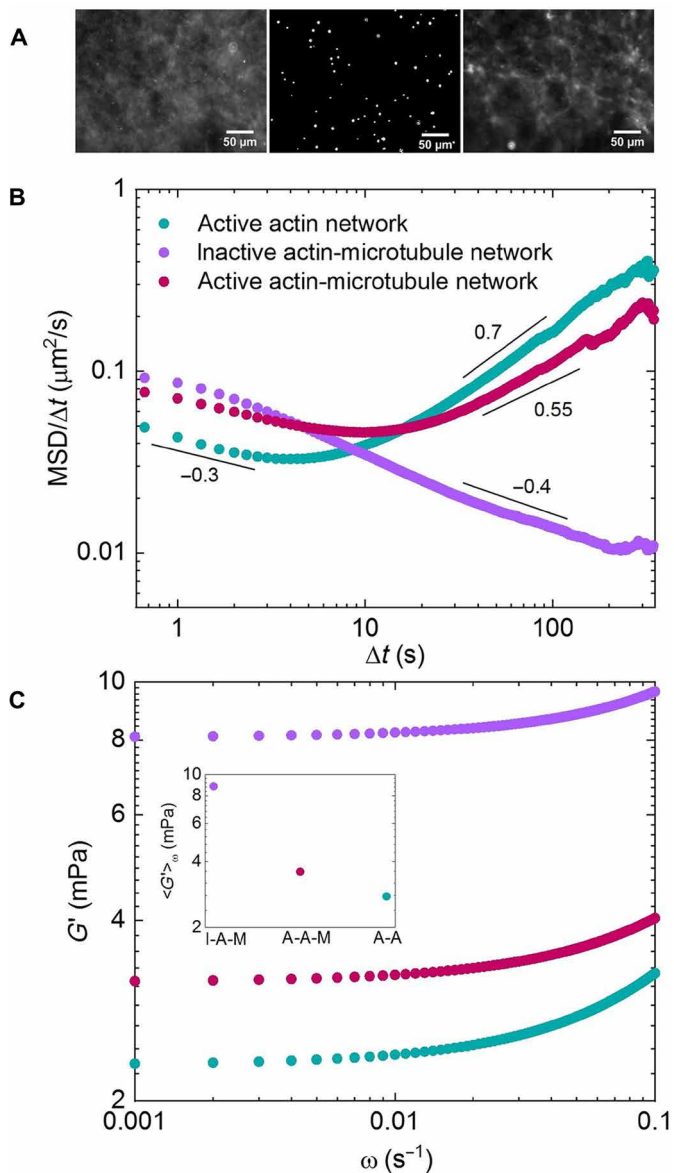 A
50 µm
50 µm
50 µm
B
1
Active actin network
Inactive actin-microtubule network
Active actin-microtubule network
0.7
0.1
MSD/Δt (µm²/s)
0.55
−0.3
−0.4
0.01
1
10
100
Δt (s)
C
10
8
10
8
6
<G'>ω (mPa)
6
4
G' (mPa)
2
I-A-M
A-A-M
A-A
4
2
0.001
0.01
0.1
ω (s⁻¹)